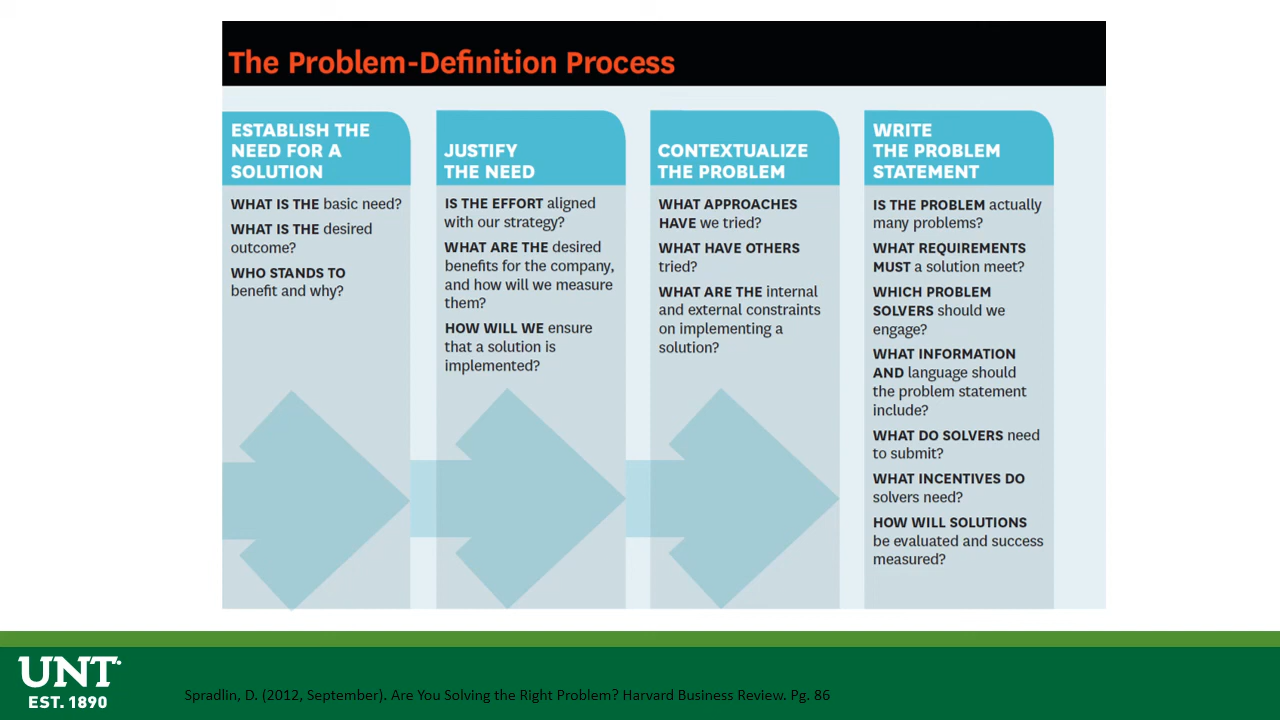 The Problem-Definition Process
ESTABLISH THE
NEED FOR A
SOLUTION
WHAT IS THE basic need?
WHAT IS THE desired
outcome?
WHO STANDS TO
benefit and why?
JUSTIFY
THE NEED
IS THE EFFORT aligned
with our strategy?
WHAT ARE THE desired
benefits for the company,
and how will we measure
them?
HOW WILL WE ensure
that a solution is
implemented?
CONTEXTUALIZE
THE PROBLEM
WHAT APPROACHES
HAVE we tried?
WHAT HAVE OTHERS
tried?
WHAT ARE THE internal
and external constraints
on implementing a
solution?
WRITE
THE PROBLEM
STATEMENT
IS THE PROBLEM actually
many problems?
WHAT REQUIREMENTS
MUST a solution meet?
WHICH PROBLEM
SOLVERS should we
engage?
WHAT INFORMATION
AND language should
the problem statement
include?
WHAT DO SOLVERS need
to submit?
WHAT INCENTIVES DO
solvers need?
HOW WILL SOLUTIONS
be evaluated and success
measured?
UNT
EST. 1890
Spradlin, D. (2012, September). Are You Solving the Right Problem? Harvard Business Review. Pg. 86